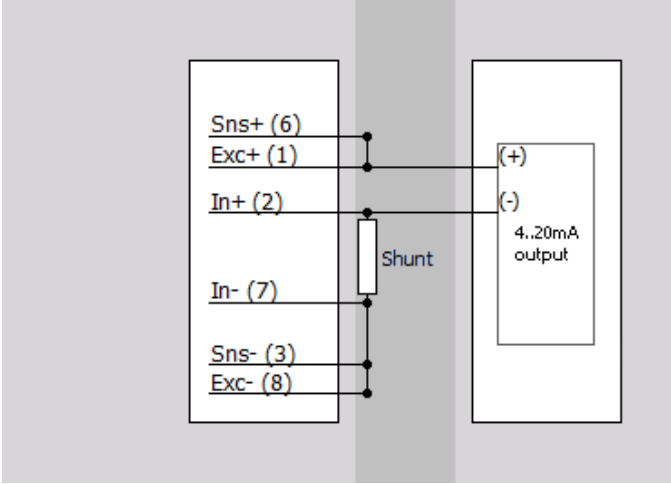 Sns+ (6)
Exc+ (1)
(+)
In+ (2)
(-)
4..20mA
output
Shunt
In- (7)
Sns- (3)
Exc- (8)